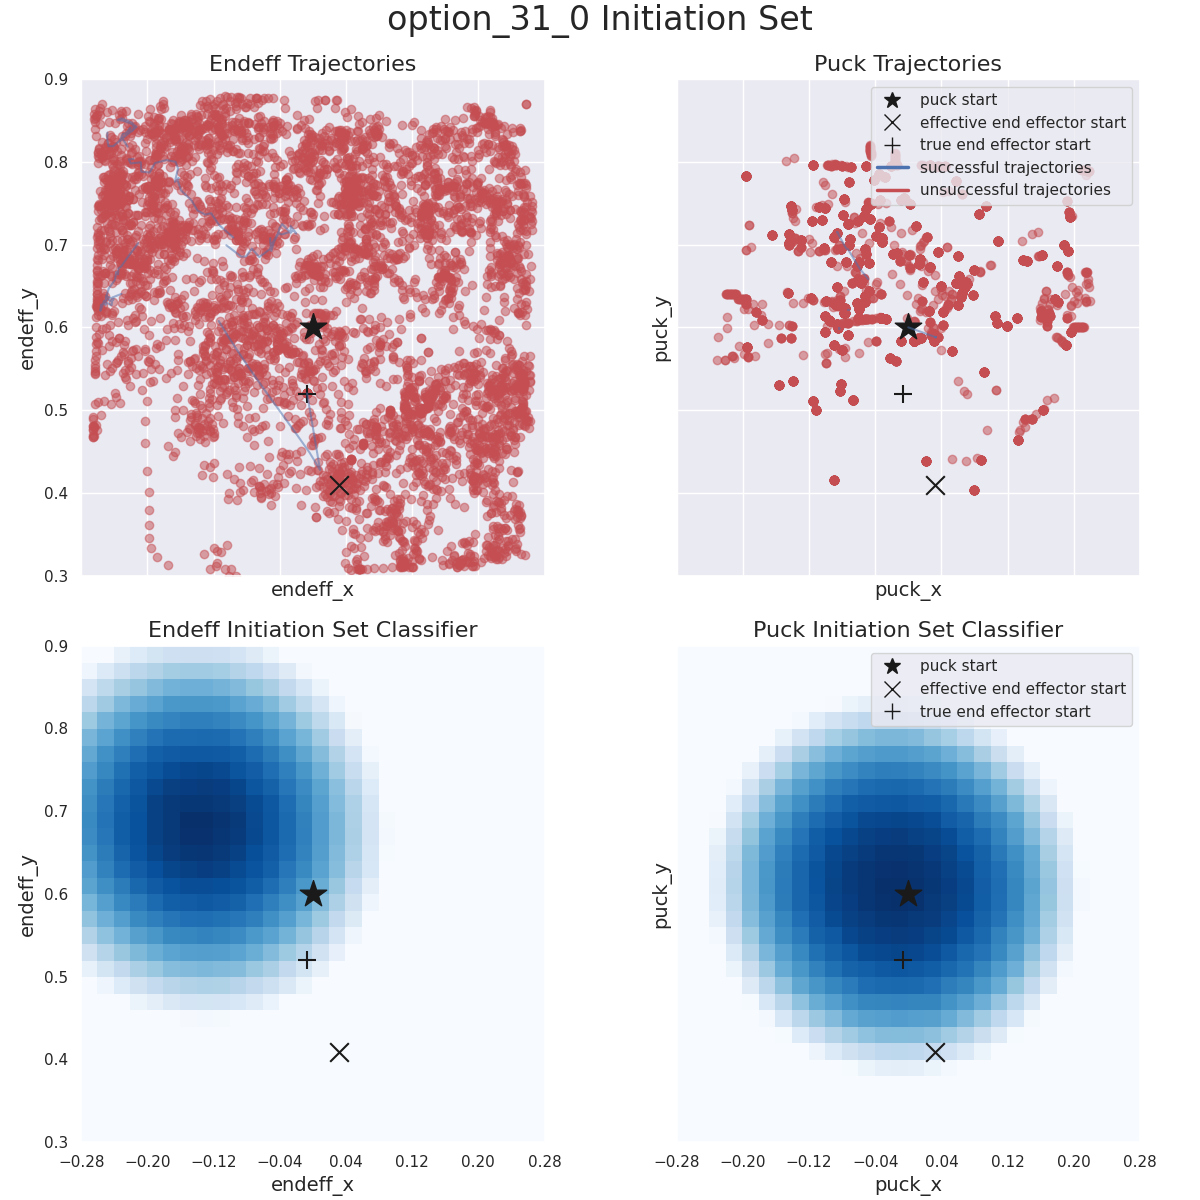 option_31_0 Initiation Set
Endeff Trajectories
Puck Trajectories
0.9
0.8
0.7
0.6
0.5
0.4
0.3
endeff_y
endeff_x
puck_y
puck_x
puck start
effective end effector start
true end effector start
successful trajectories
unsuccessful trajectories
Endeff Initiation Set Classifier
Puck Initiation Set Classifier
0.9
0.8
0.7
0.6
0.5
0.4
0.3
endeff_y
−0.28 −0.20 −0.12 −0.04 0.04 0.12 0.20 0.28
endeff_x
puck_y
puck start
effective end effector start
true end effector start
−0.28 −0.20 −0.12 −0.04 0.04 0.12 0.20 0.28
puck_x